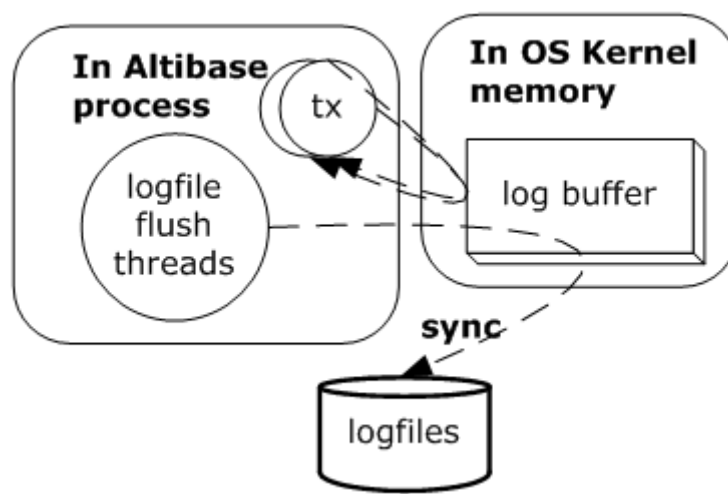 In Altibase
process
tx
logfile
flush
threads
In OS Kernel
memory
log buffer
sync
logfiles